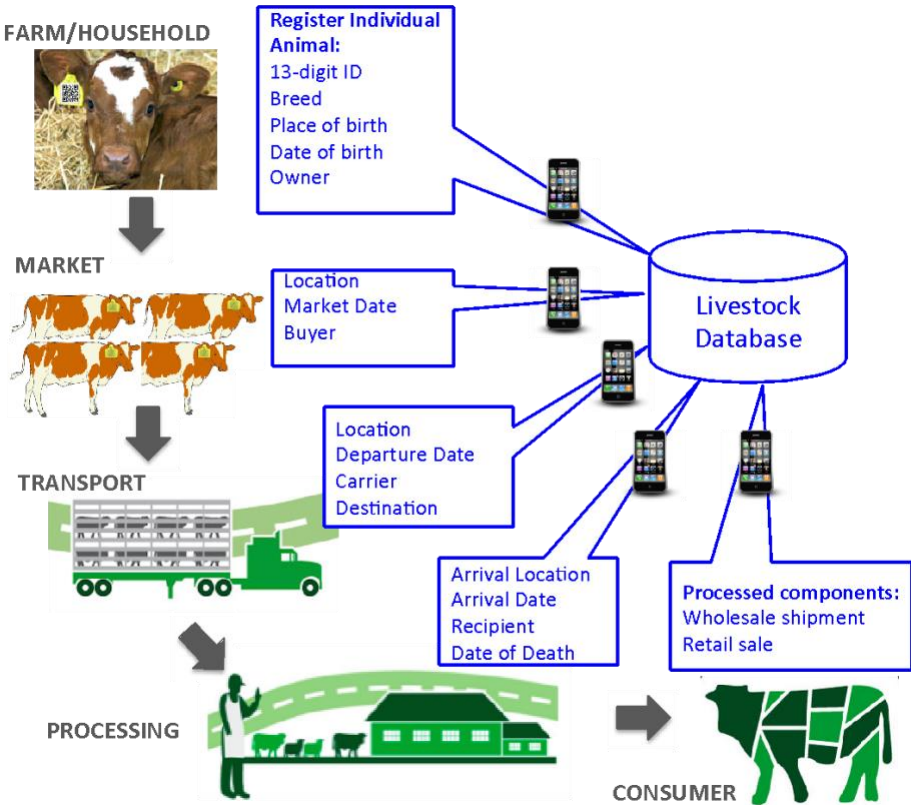 FARM/HOUSEHOLD
Register Individual
Animal:
13-digit ID
Breed
Place of birth
Date of birth
Owner
MARKET
Location
Market Date
Buyer
Livestock
Database
TRANSPORT
Location
Departure Date
Carrier
Destination
Arrival Location
Arrival Date
Recipient
Date of Death
Processed components:
Wholesale shipment
Retail sale
PROCESSING
CONSUMER